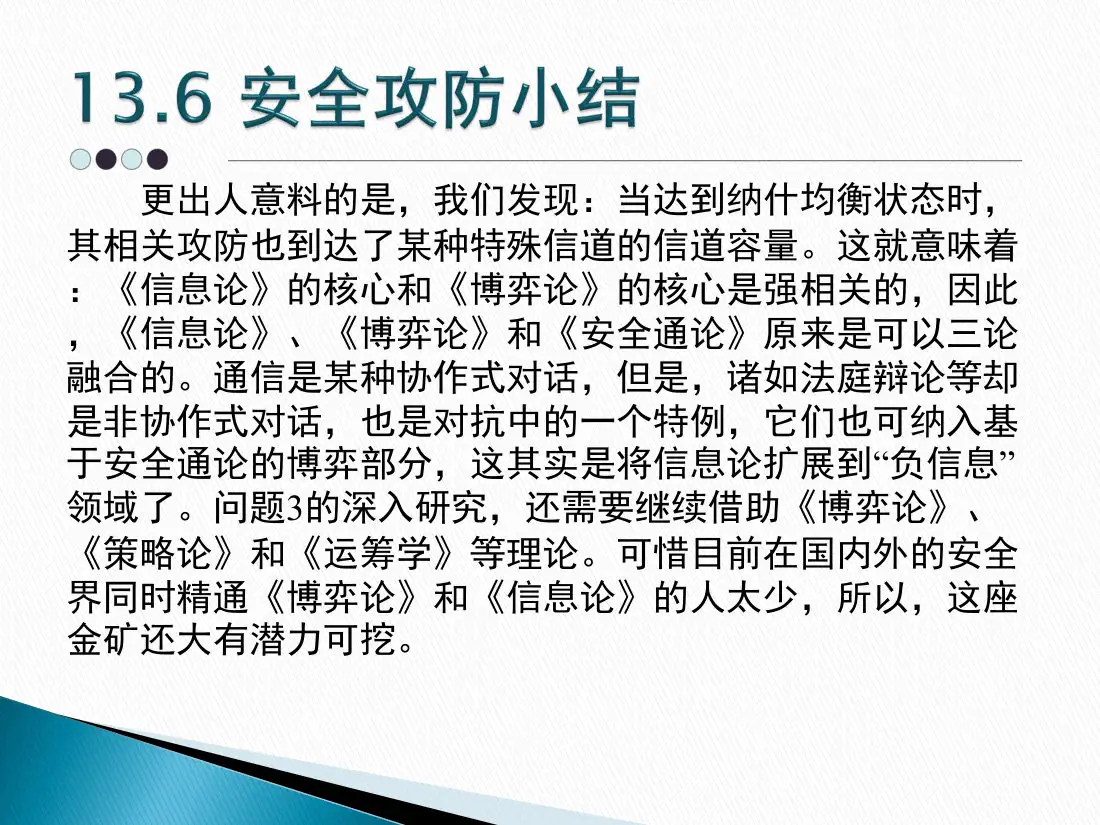 13.6 安全攻防小结
更出人意料的是，我们发现：当达到纳什均衡状态时，
其相关攻防也到达了某种特殊信道的信道容量。这就意味着
：《信息论》的核心和《博弈论》的核心是强相关的，因此
，《信息论》、《博弈论》和《安全通论》原来是可以三论
融合的。通信是某种协作式对话，但是，诸如法庭辩论等却
是非协作式对话，也是对抗中的一个特例，它们也可纳入基
于安全通论的博弈部分，这其实是将信息论扩展到“负信息”
领域了。问题3的深入研究，还需要继续借助《博弈论》、
《策略论》和《运筹学》等理论。可惜目前在国内外的安全
界同时精通《博弈论》和《信息论》的人太少，所以，这座
金矿还大有潜力可挖。